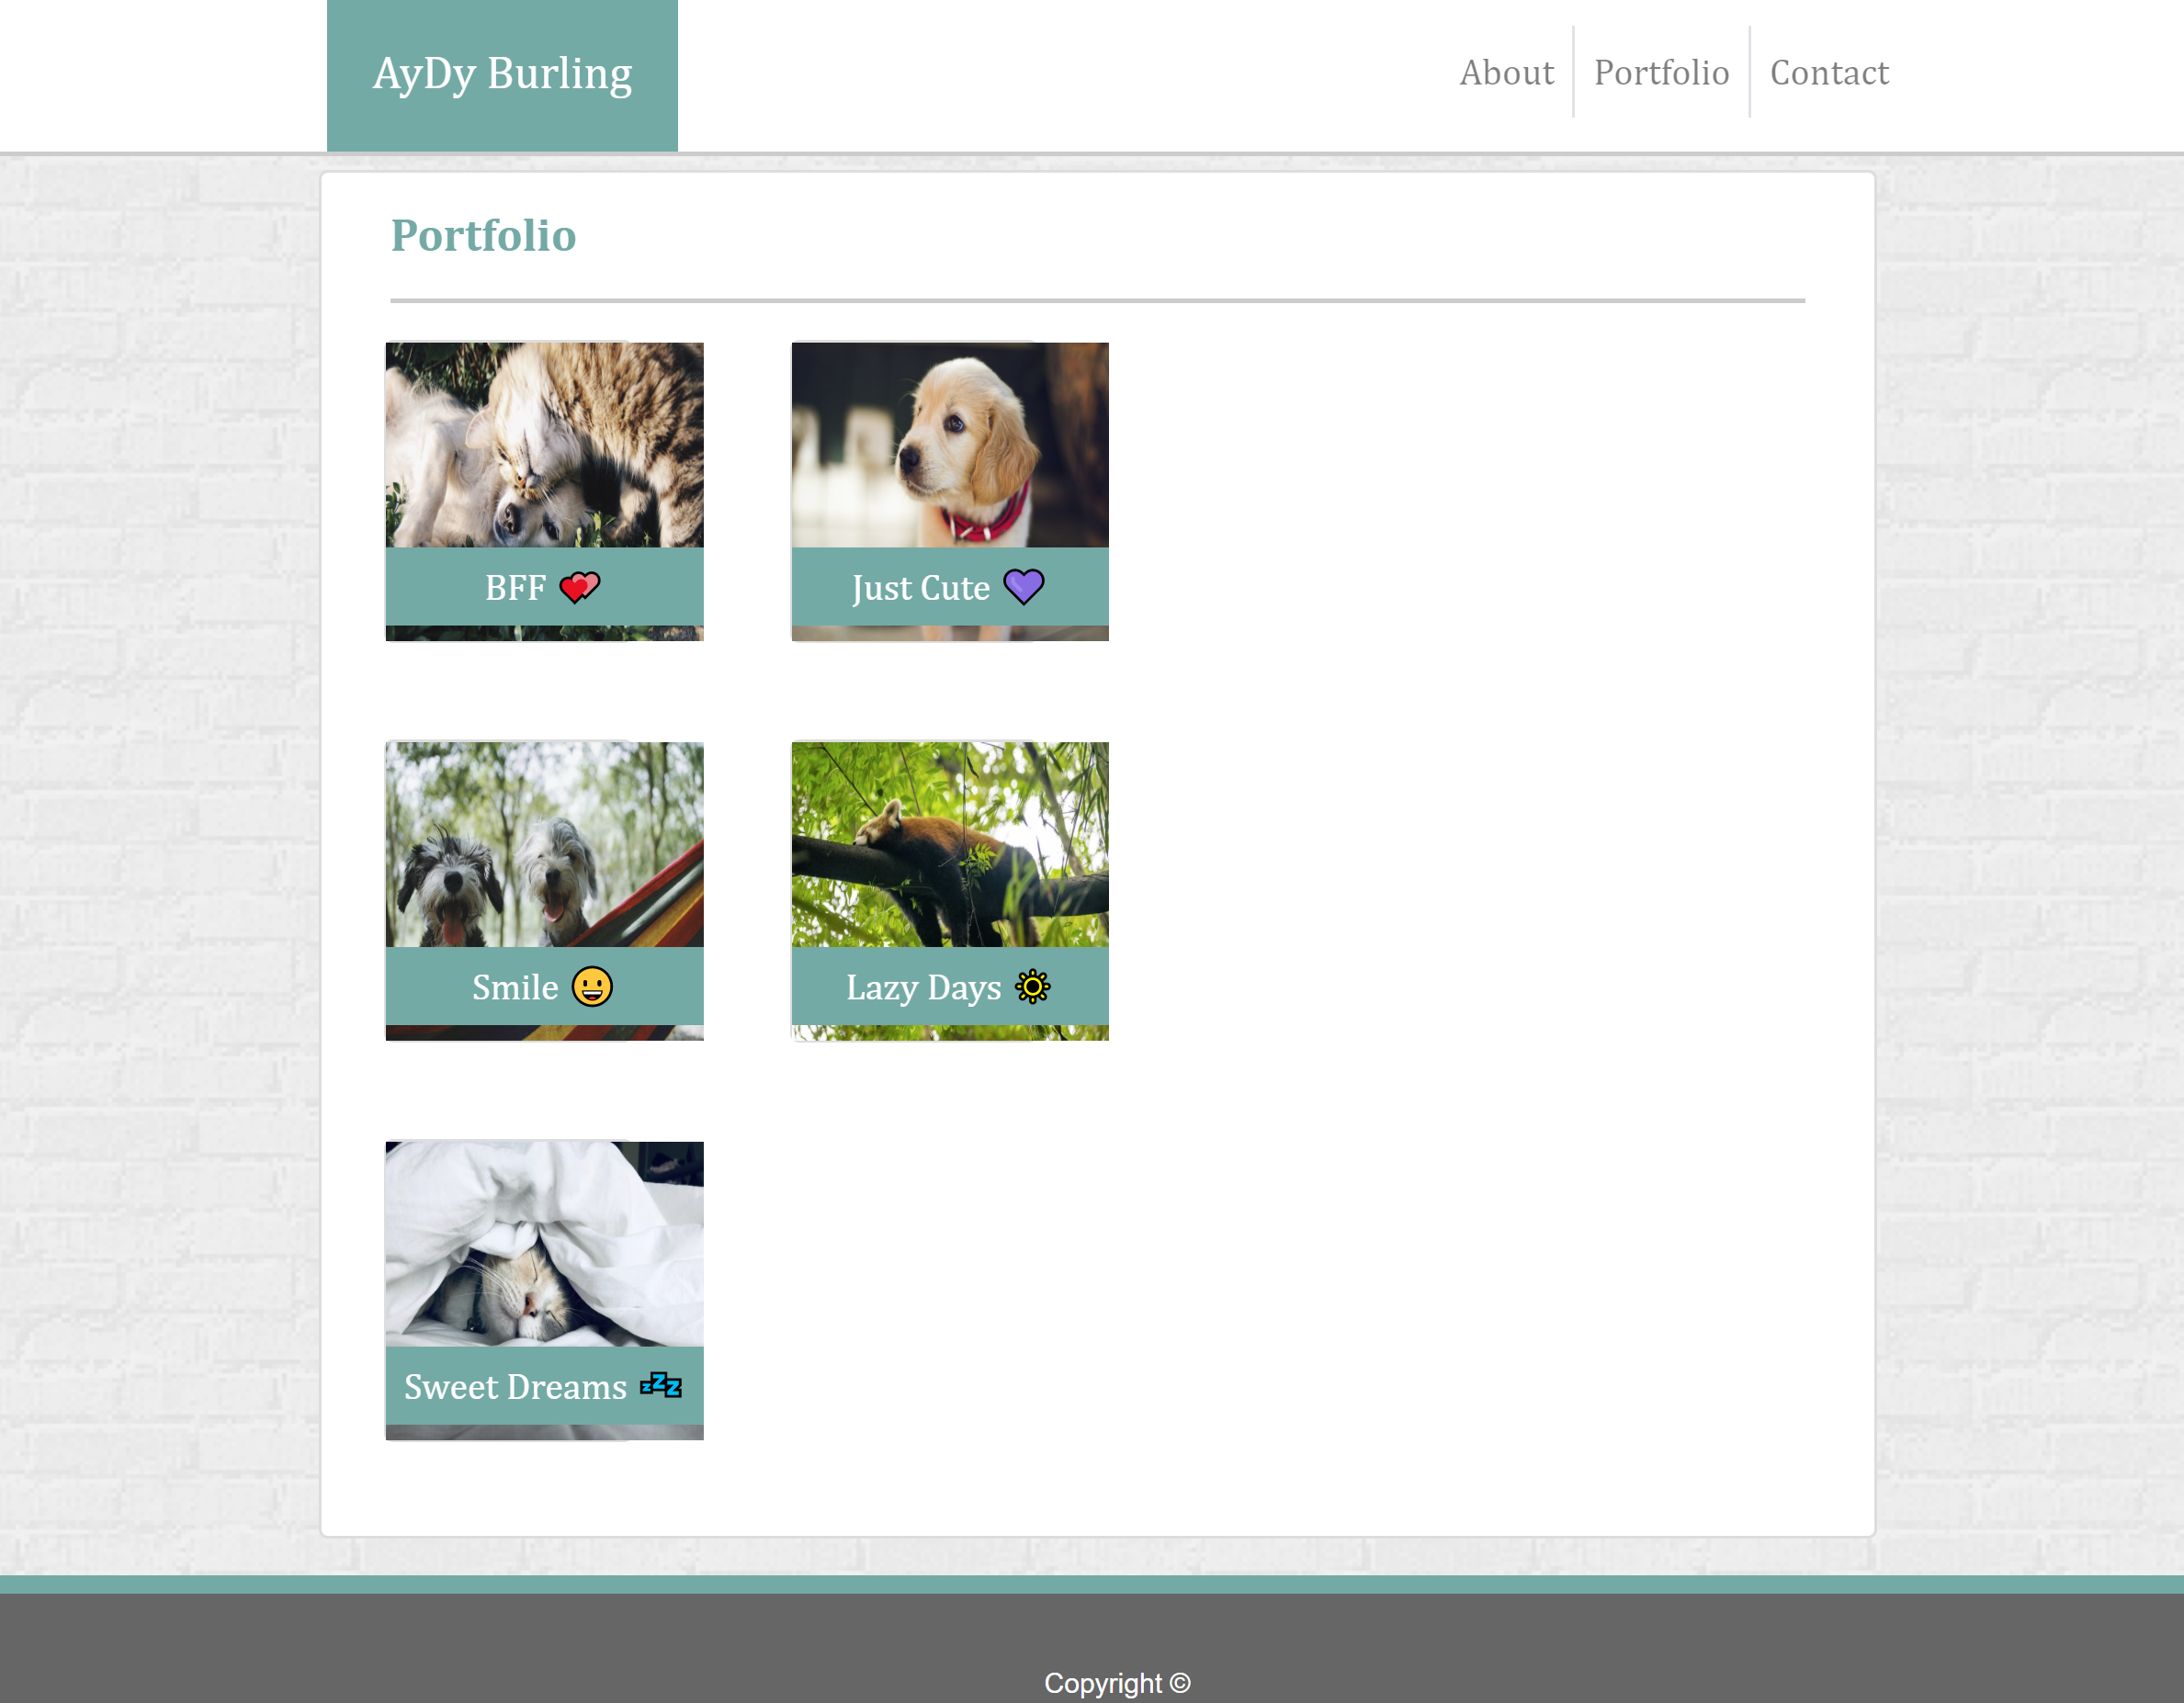 AyDy Burling
About
Portfolio
Contact
Portfolio
BFF 💕
Just Cute 💜
Smile 😀
Lazy Days 🌞
Sweet Dreams 💤
Copyright ©